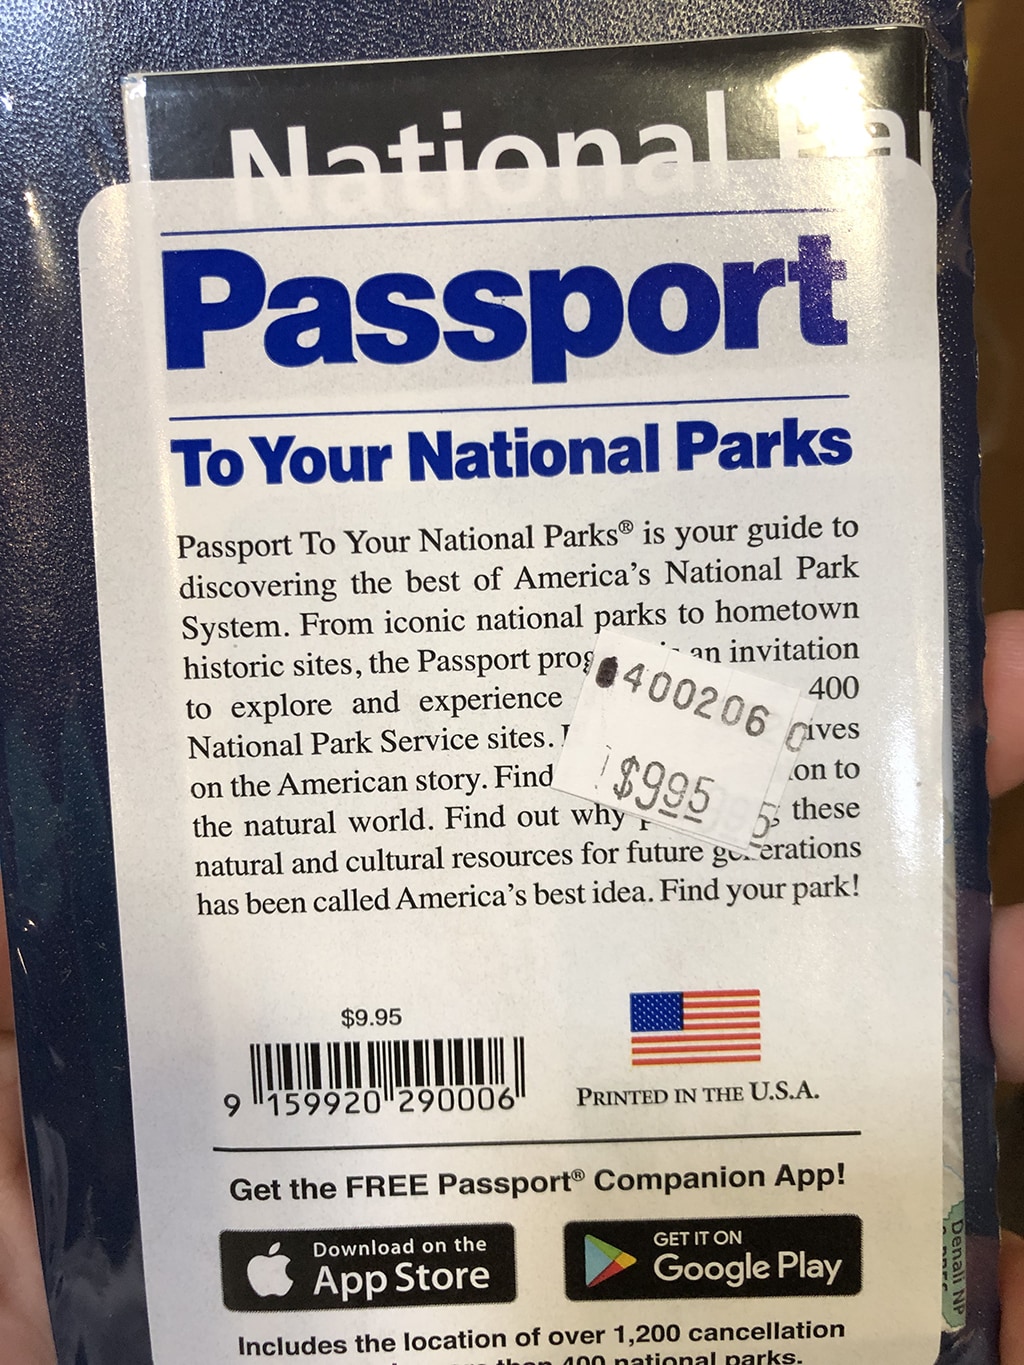 National Par
Passport
To Your National Parks
Passport To Your National Parks® is your guide to
discovering the best of America's National Park
System. From iconic national parks to hometown
historic sites, the Passport prog an invitation
to explore and experience 400
National Park Service sites. ives
on the American story. Find on to
the natural world. Find out why these
natural and cultural resources for future generations
has been called America's best idea. Find your park!
400206
$995
$9.95
9 159920 290006
PRINTED IN THE U.S.A.
Get the FREE Passport® Companion App!
Download on the
App Store
GET IT ON
Google Play
Denali NP
Includes the location of over 1,200 cancellation
than 400 national parks.